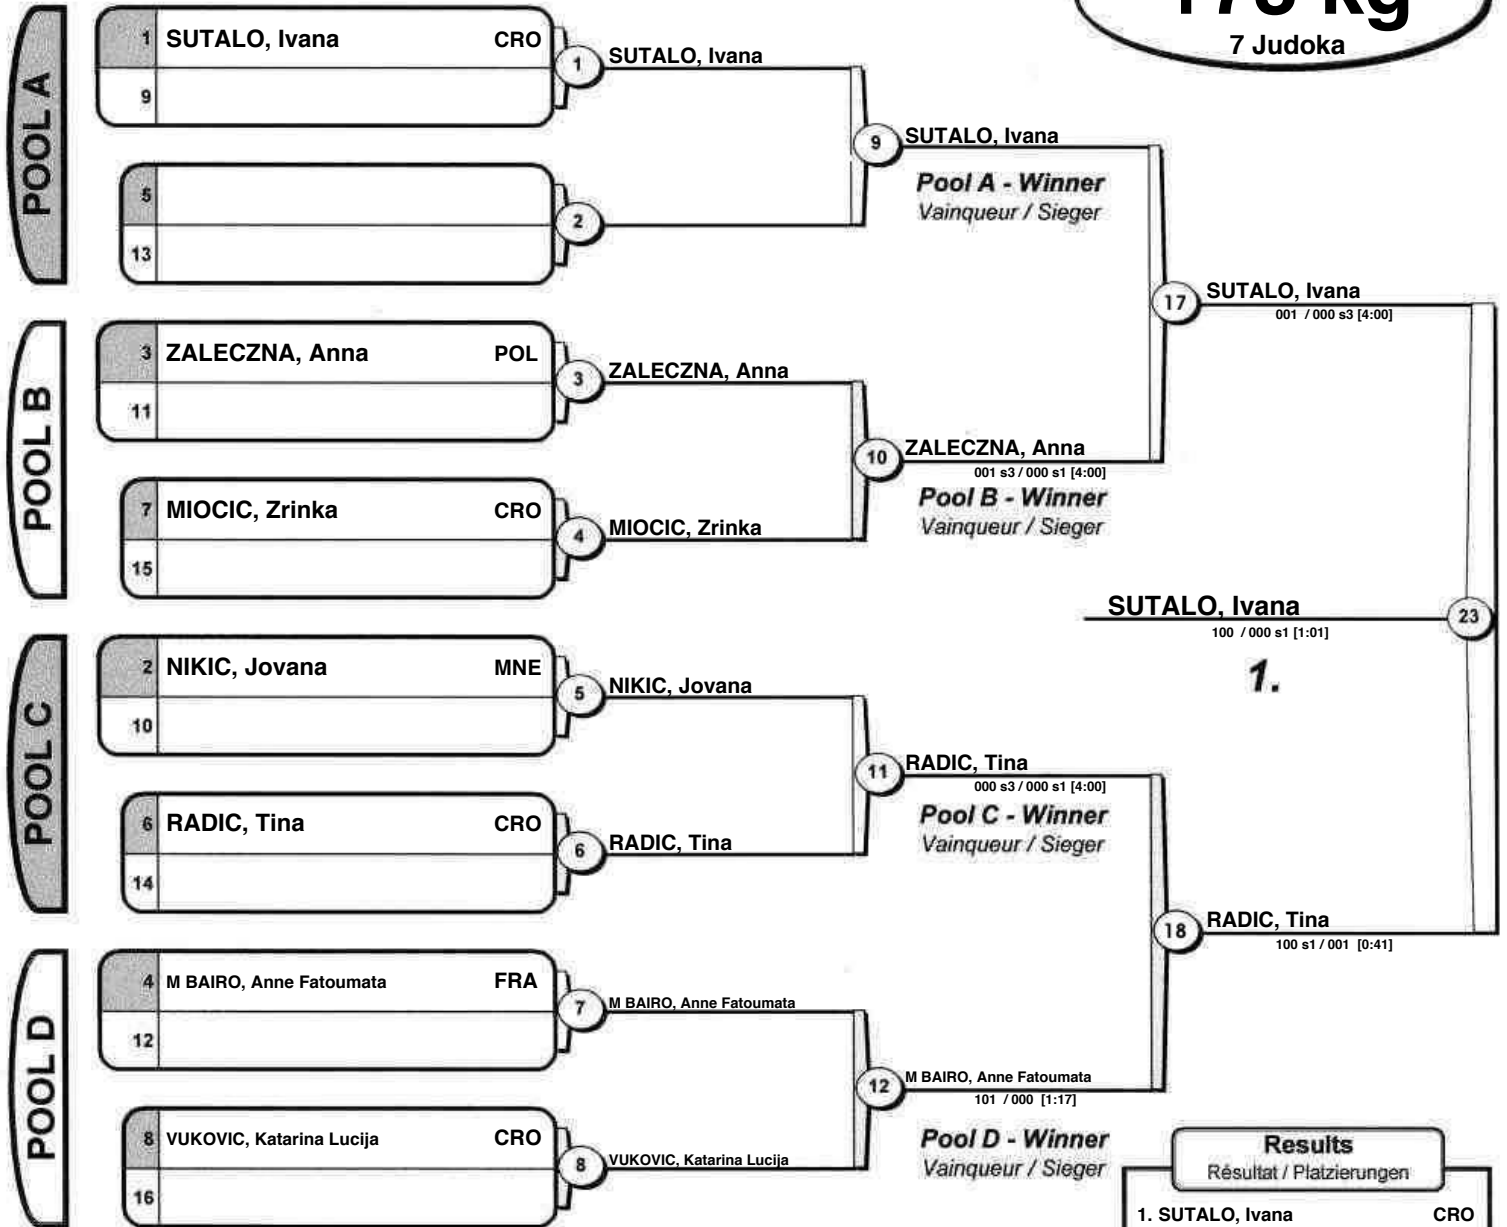 7 Judoka
POOL A
1 SUTALO, Ivana CRO
9
5
13
1 SUTALO, Ivana
2
9 SUTALO, Ivana
Pool A - Winner
Vainqueur / Sieger
POOL B
3 ZALECZNA, Anna POL
11
7 MIOCIC, Zrinka CRO
15
3 ZALECZNA, Anna
4 MIOCIC, Zrinka
10 ZALECZNA, Anna
001 s3 / 000 s1 [4:00]
Pool B - Winner
Vainqueur / Sieger
17 SUTALO, Ivana
001 / 000 s3 [4:00]
SUTALO, Ivana 23
100 / 000 s1 [1:01]
1.
POOL C
2 NIKIC, Jovana MNE
10
6 RADIC, Tina CRO
14
5 NIKIC, Jovana
6 RADIC, Tina
11 RADIC, Tina
000 s3 / 000 s1 [4:00]
Pool C - Winner
Vainqueur / Sieger
18 RADIC, Tina
100 s1 / 001 [0:41]
POOL D
4 M BAIRO, Anne Fatoumata FRA
12
8 VUKOVIC, Katarina Lucija CRO
16
7 M BAIRO, Anne Fatoumata
8 VUKOVIC, Katarina Lucija
12 M BAIRO, Anne Fatoumata
101 / 000 [1:17]
Pool D - Winner
Vainqueur / Sieger
Results
Résultat / Platzierungen
1. SUTALO, Ivana CRO